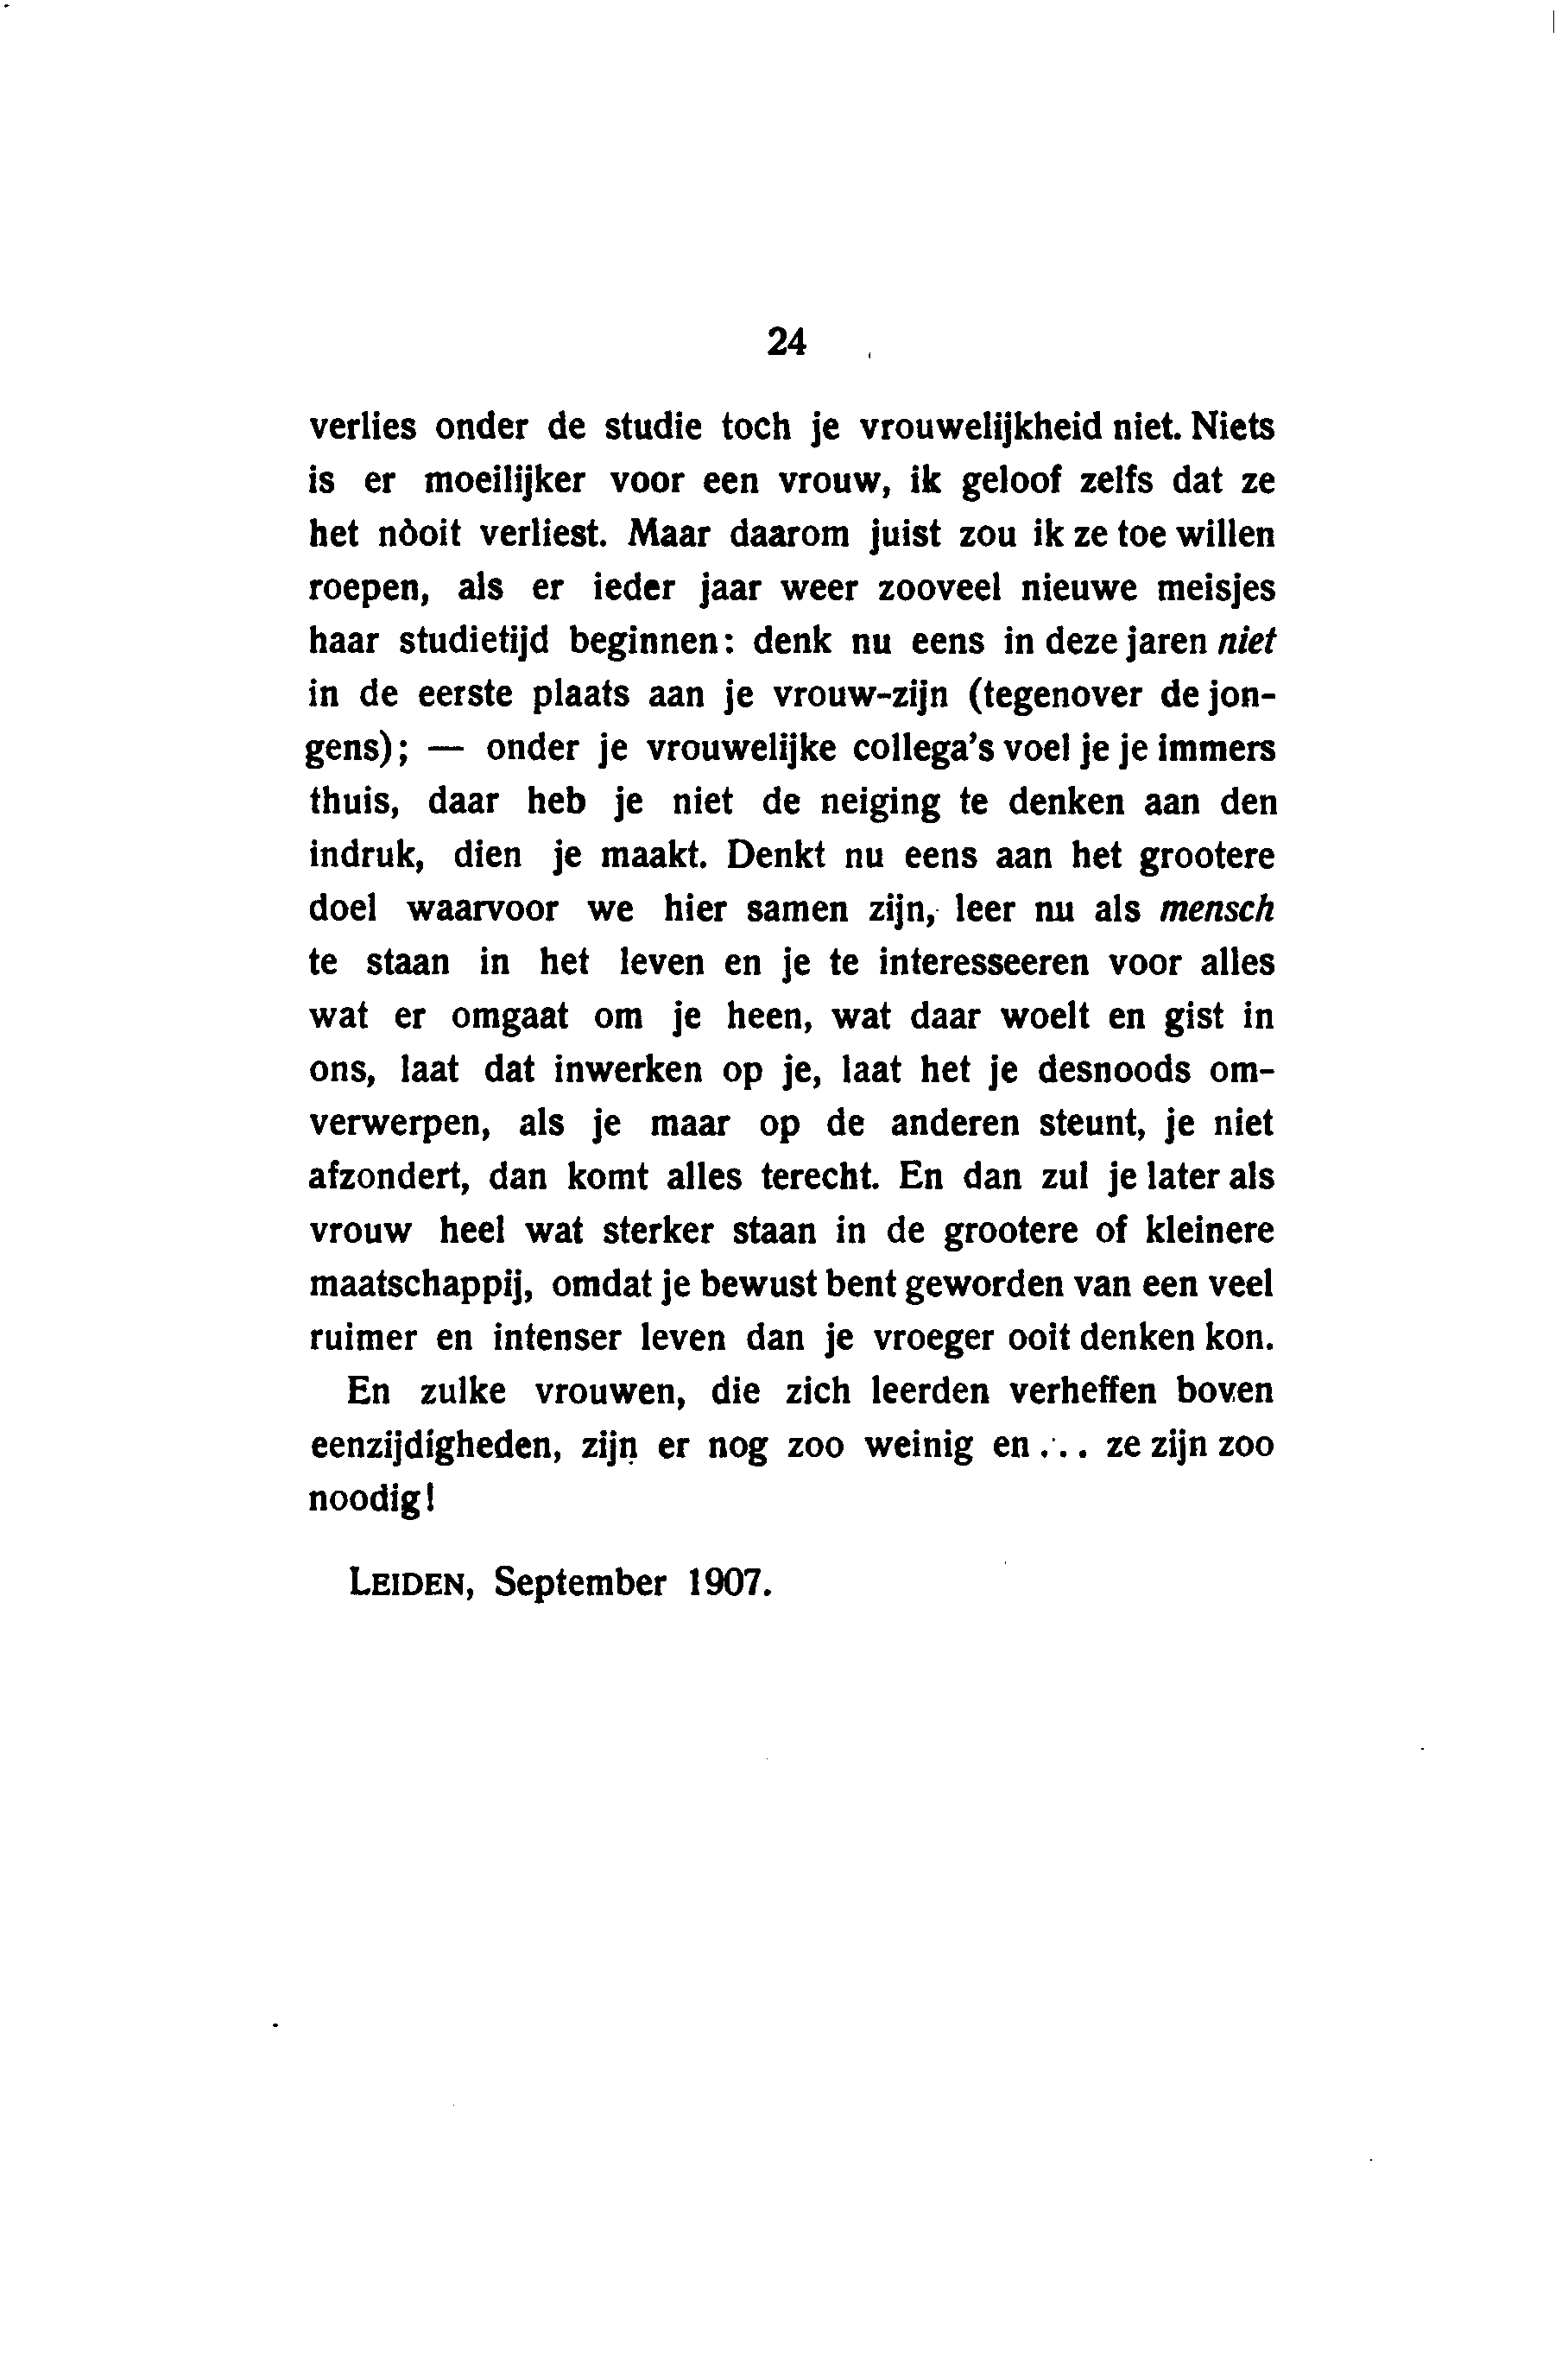 24
verlies onder de studie toch je vrouwelijkheid niet. Niets
is er moeilijker voor een vrouw, ik geloof zelfs dat ze
het nòoit verliest. Maar daarom juist zou ik ze toe willen
roepen, als er ieder jaar weer zooveel nieuwe meisjes
haar studietijd beginnen: denk nu eens in deze jaren niet
in de eerste plaats aan je vrouw-zijn (tegenover de jon-
gens); — onder je vrouwelijke collega's voel je je immers
thuis, daar heb je niet de neiging te denken aan den
indruk, dien je maakt. Denkt nu eens aan het grootere
doel waarvoor we hier samen zijn, leer nu als mensch
te staan in het leven en je te interesseeren voor alles
wat er omgaat om je heen, wat daar woelt en gist in
ons, laat dat inwerken op je, laat het je desnoods om-
verwerpen, als je maar op de anderen steunt, je niet
afzondert, dan komt alles terecht. En dan zul je later als
vrouw heel wat sterker staan in de grootere of kleinere
maatschappij, omdat je bewust bent geworden van een veel
ruimer en intenser leven dan je vroeger ooit denken kon.
En zulke vrouwen, die zich leerden verheffen boven
eenzijdigheden, zijn er nog zoo weinig en ... ze zijn zoo
noodig!
LEIDEN, September 1907.